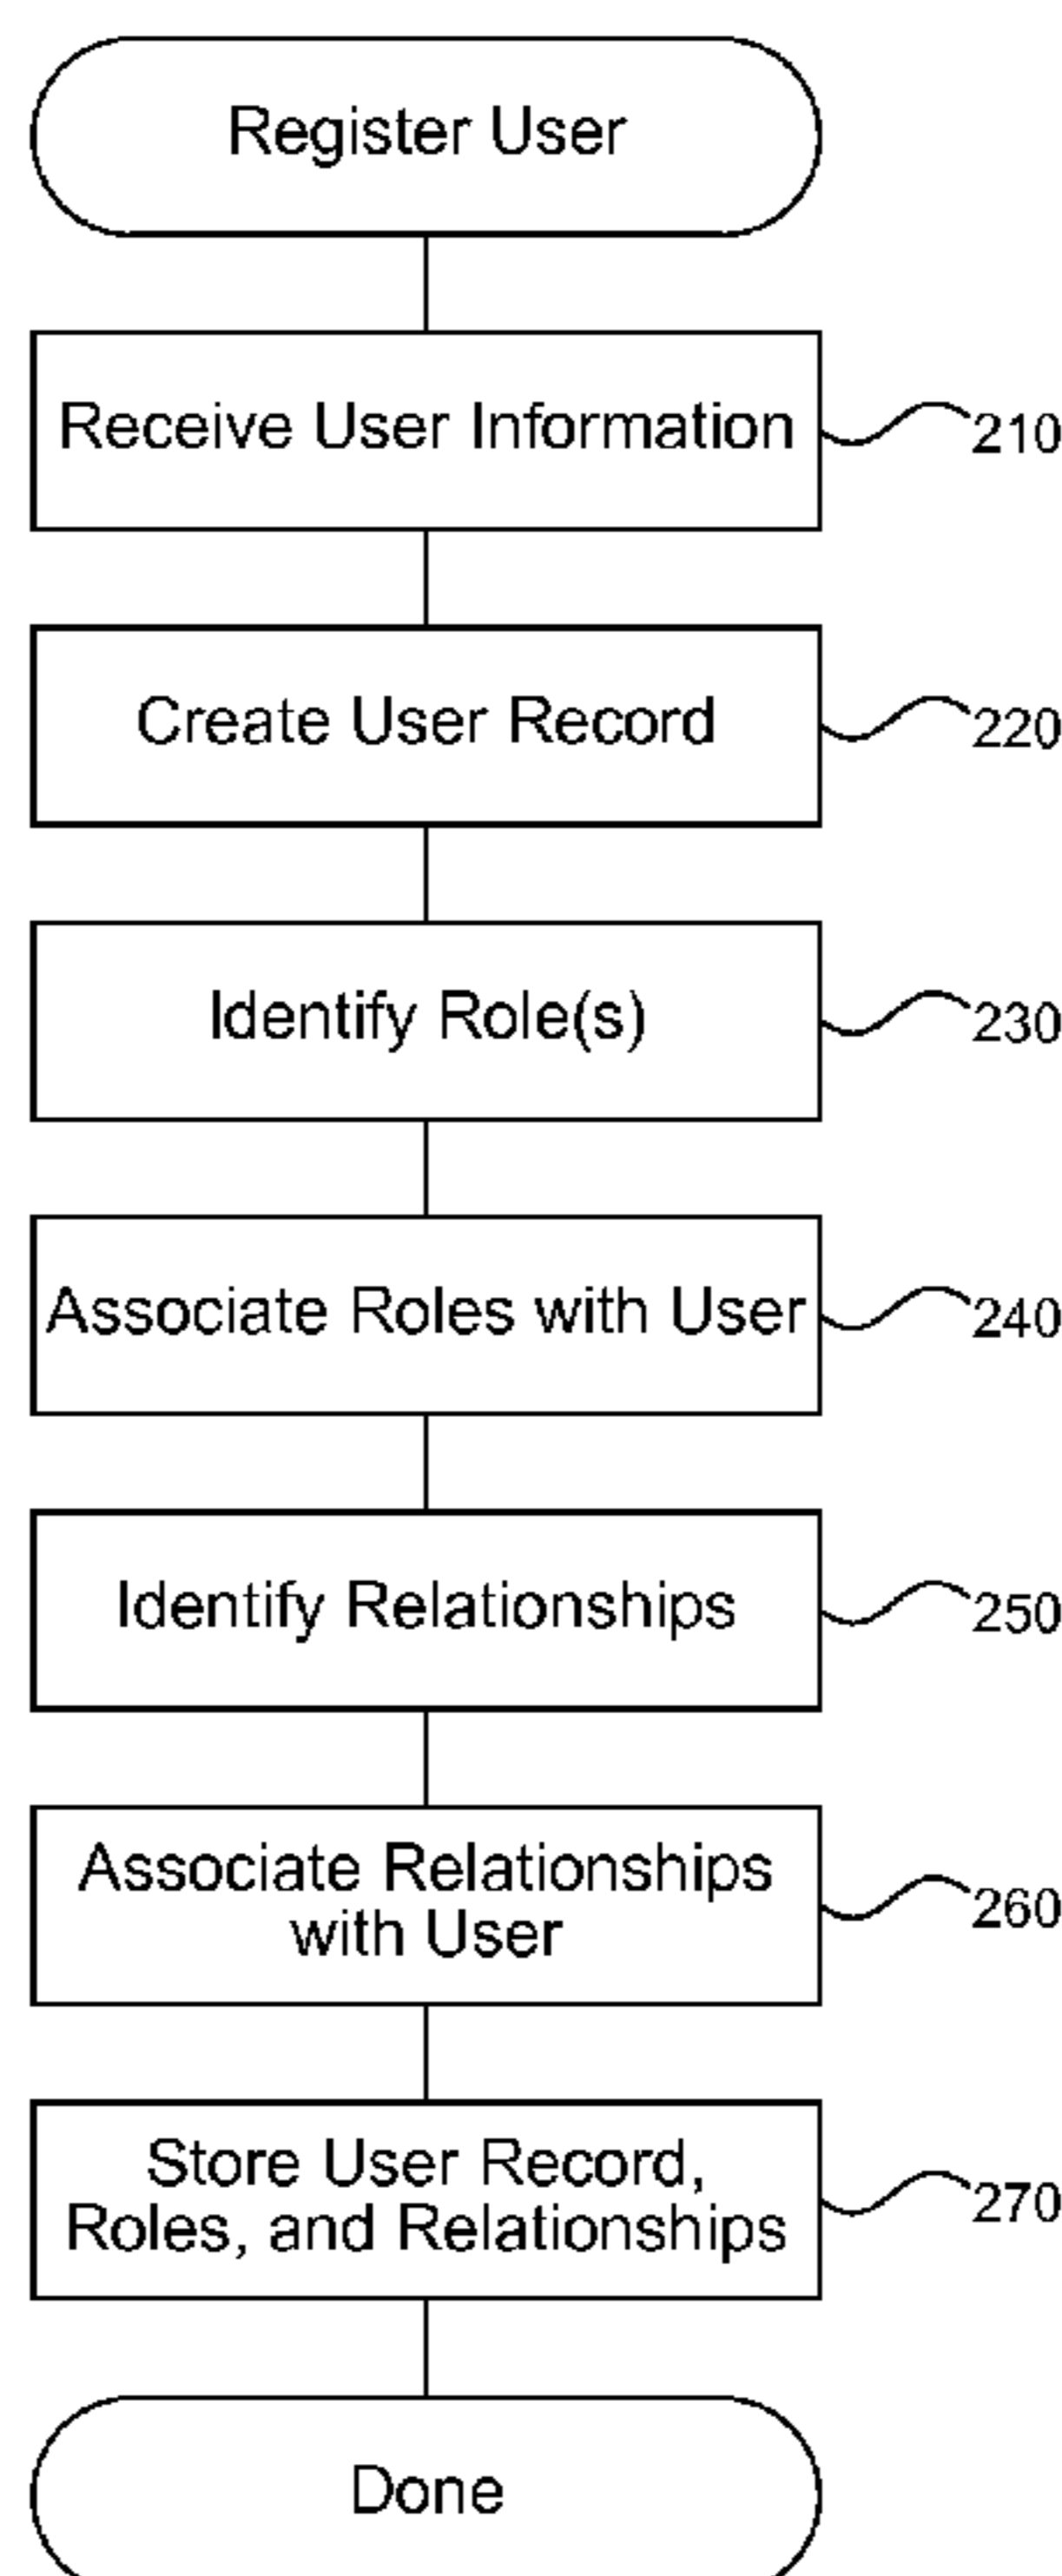 Register User
Receive User Information
210
Create User Record
220
Identify Role(s)
230
Associate Roles with User
240
Identify Relationships
250
Associate Relationships
with User
260
Store User Record,
Roles, and Relationships
270
Done